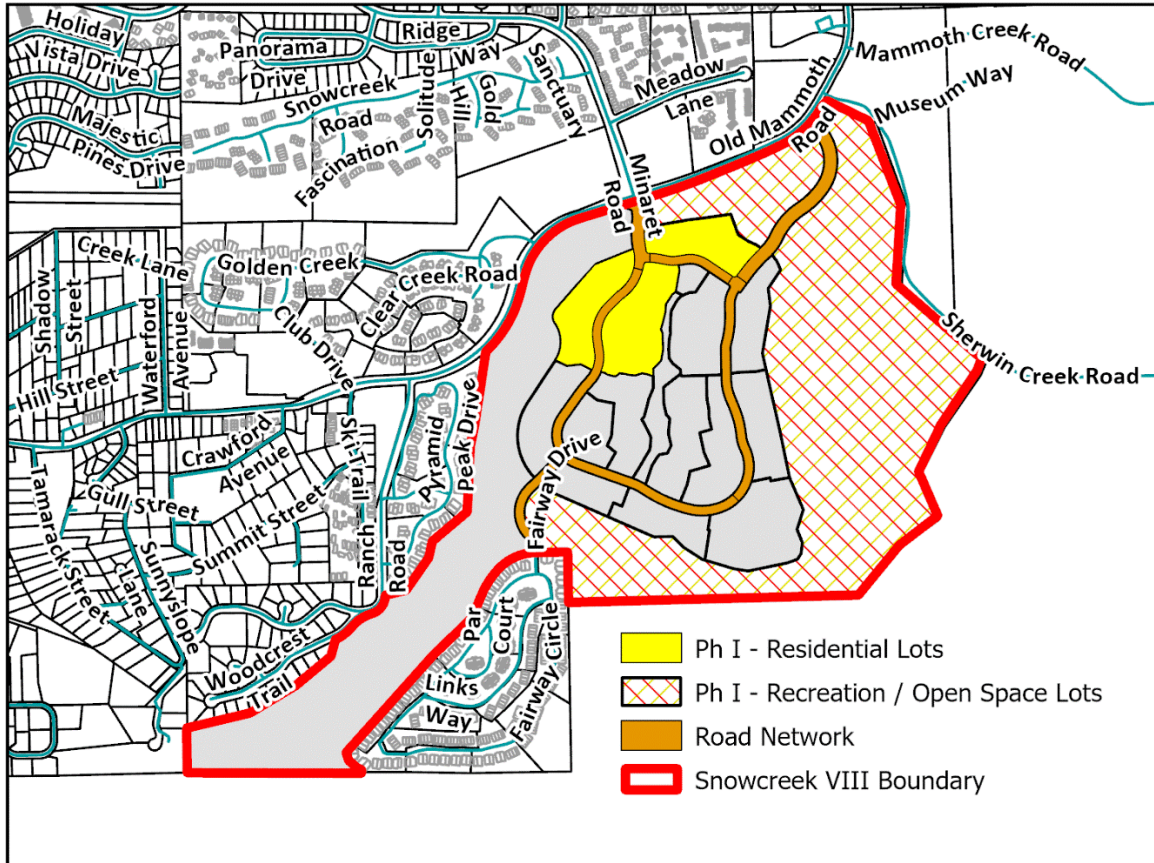 Holiday
Vista Drive
Panorama
Drive
Ridge
Way
Snowcreek
Road
Solitude
Hill
Golf
Sanctuary
Meadow
Lane
Old Mammoth
Road
Mammoth Creek Road
Museum Way
Majestic
Pines Drive
Fascination
Minaret
Road
Creek Lane
Shadow
Street
Golden Creek
Clear Creek Road
Club Drive
Waterford
Avenue
Hill Street
Sherwin Creek Road
Crawford
Avenue
Ski Trail
Pyramid
Peak Drive
Gull Street
Summit Street
Ranch
Road
Fairway Drive
Tamarack Street
Sunnyslope
Lane
Woodcrest
Trail
Par
Court
Links
Way
Fairway Circle
Ph I - Residential Lots
Ph I - Recreation / Open Space Lots
Road Network
Snowcreek VIII Boundary